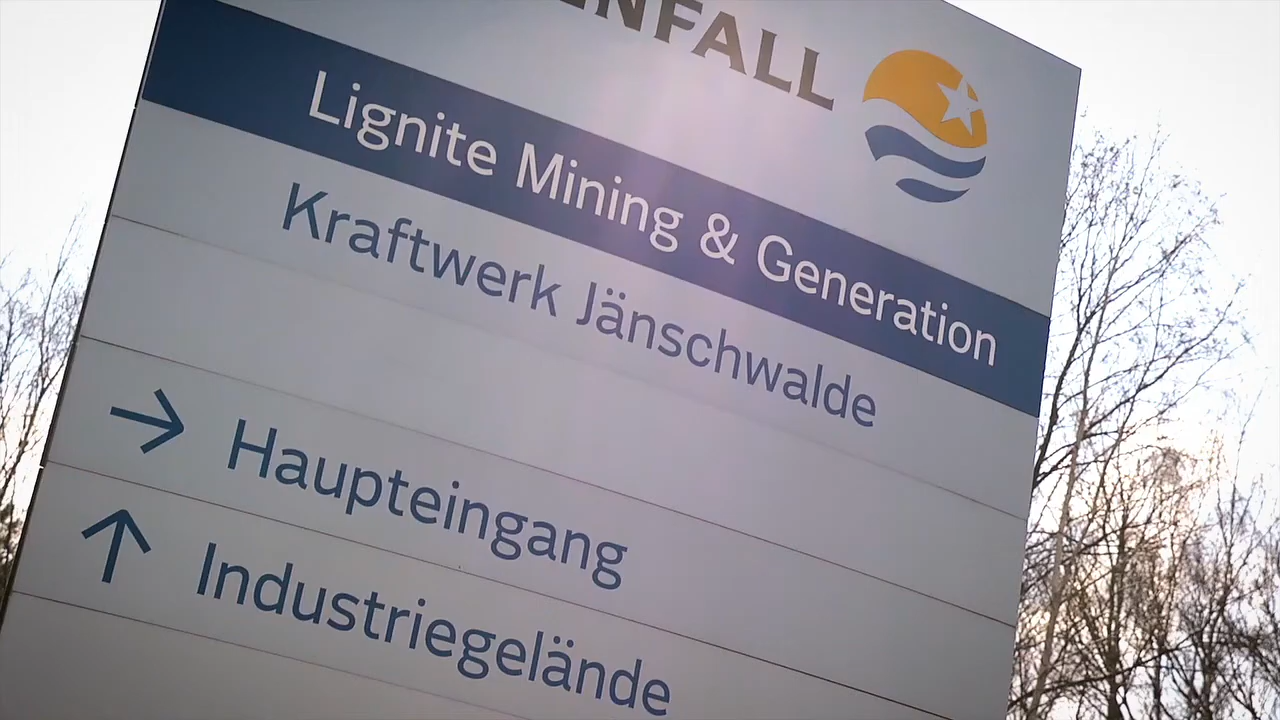 ENFALL
Lignite Mining & Generation
Kraftwerk Jänschwalde
→ Haupteingang
↑ Industriegelände